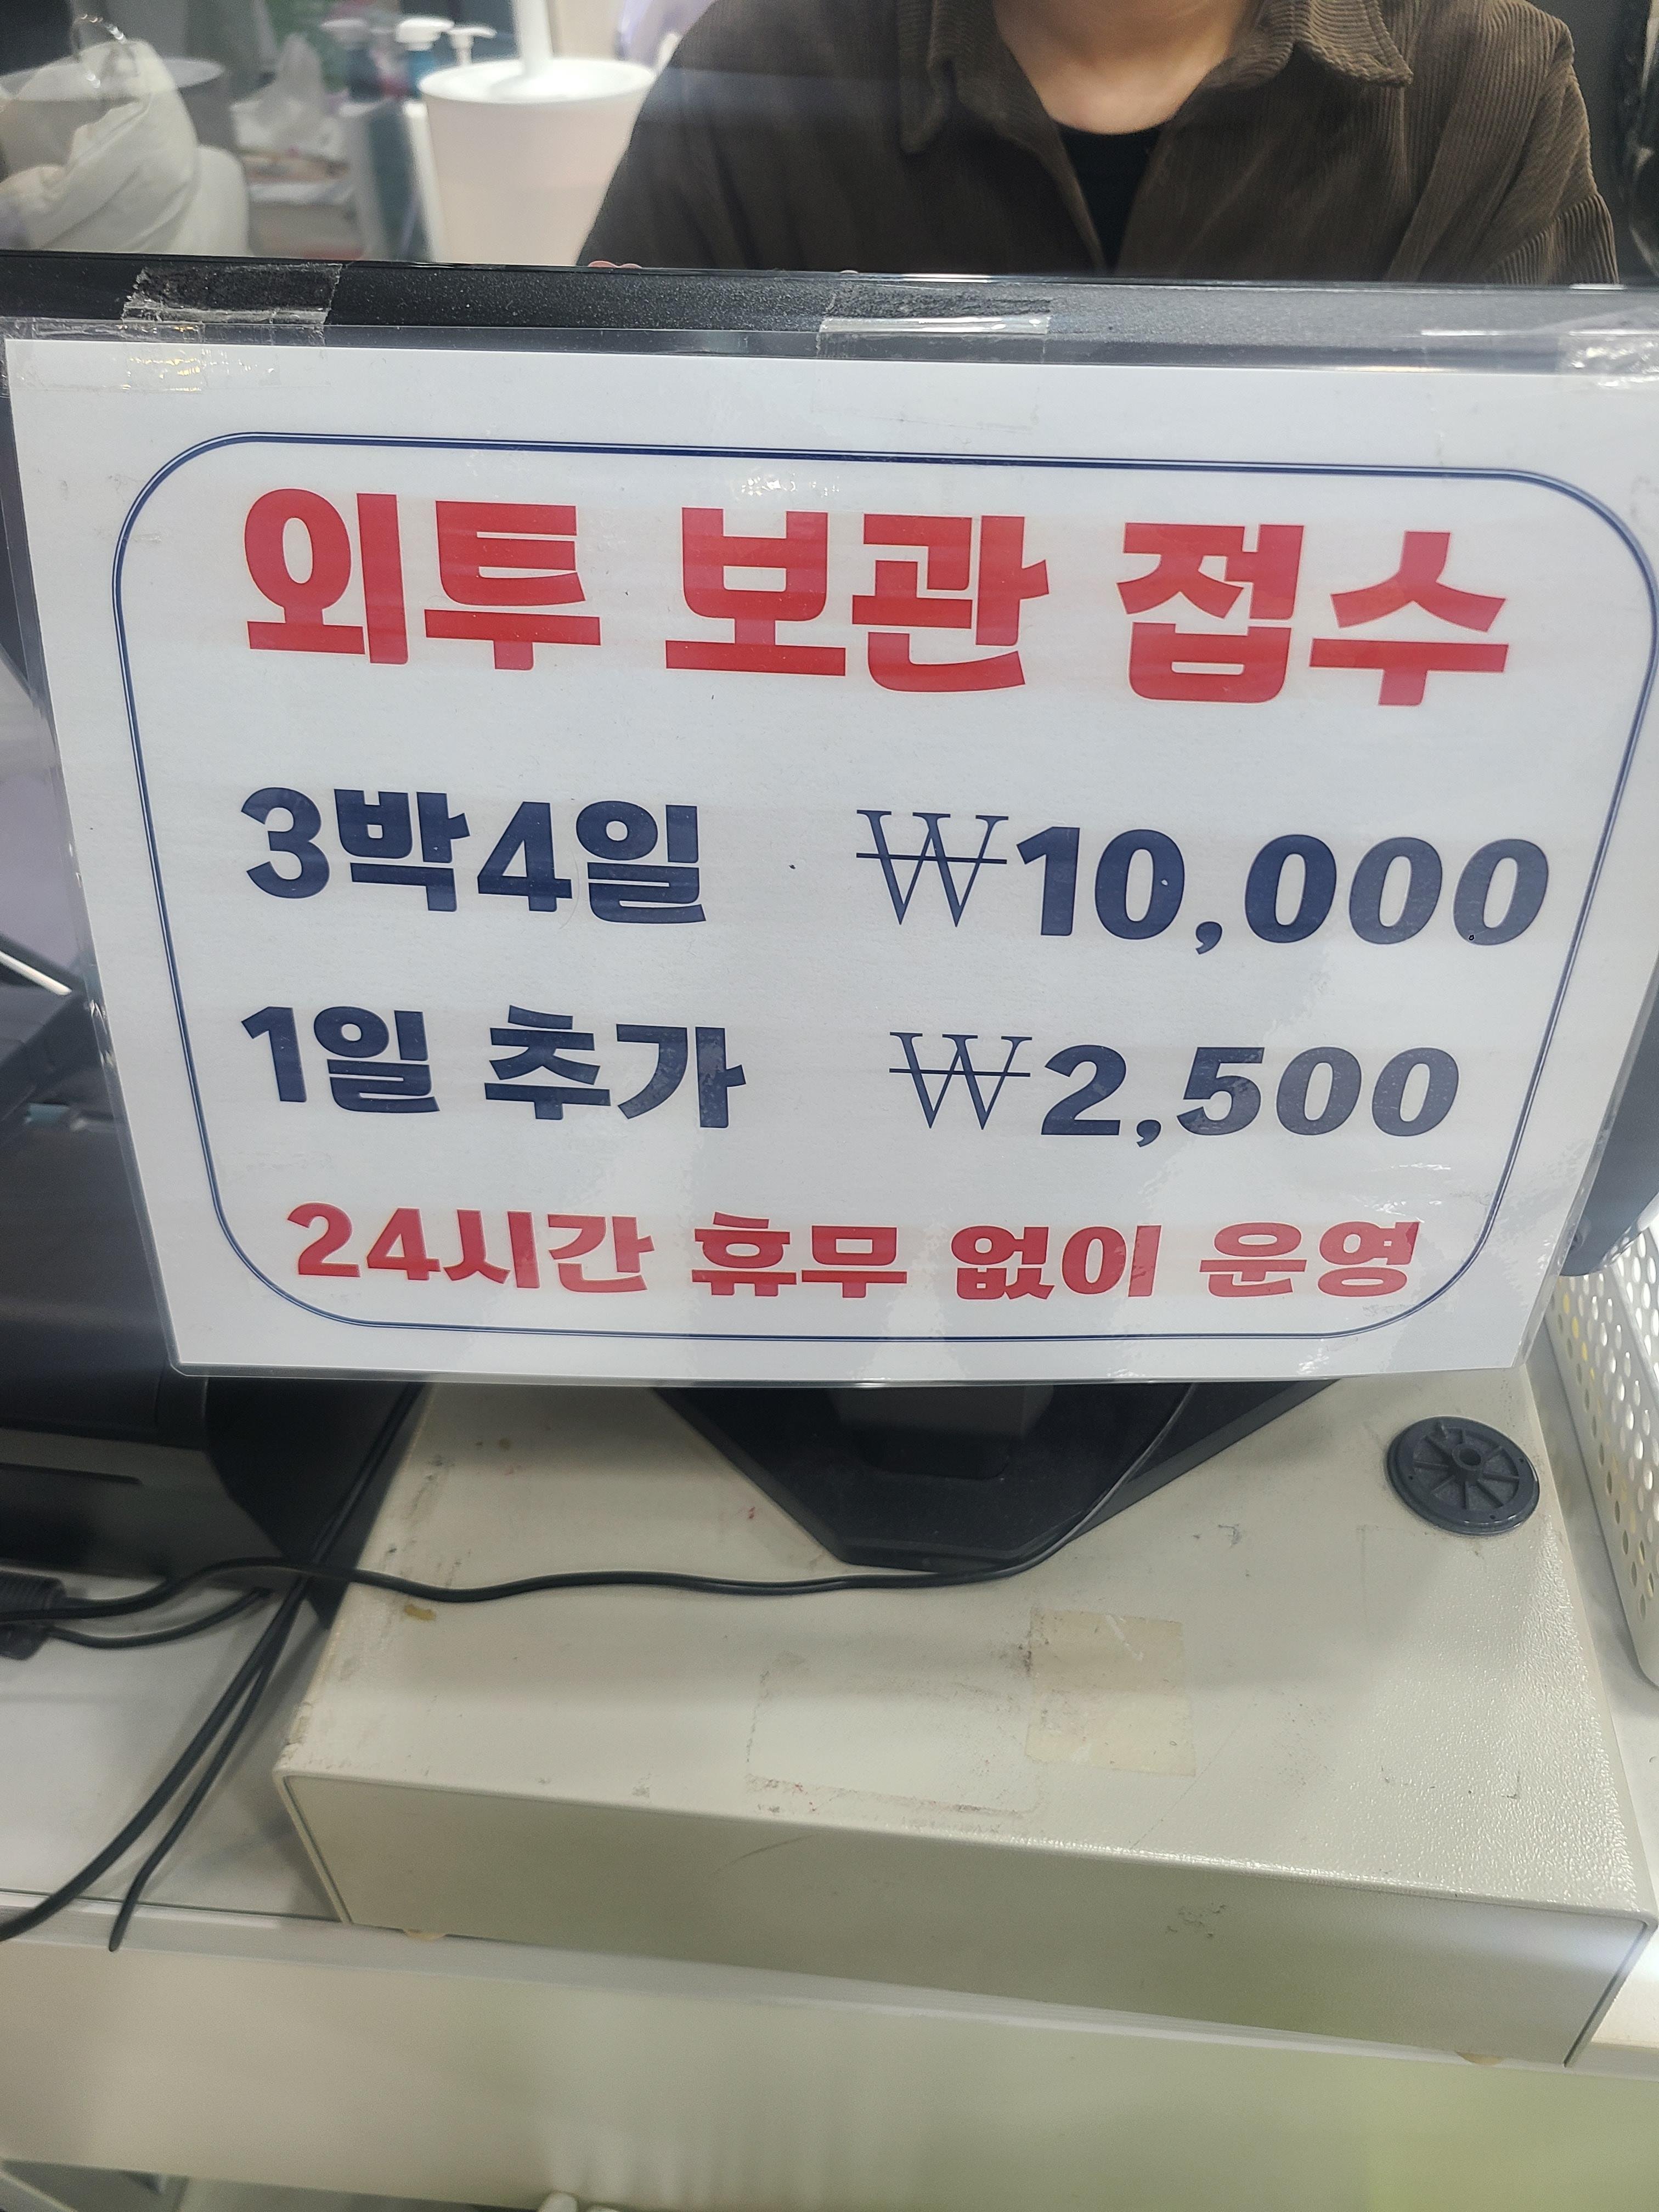 외투 보관 접수
3박4일 ₩10,000
1일 추가 ₩2,500
24시간 휴무 없이 운영